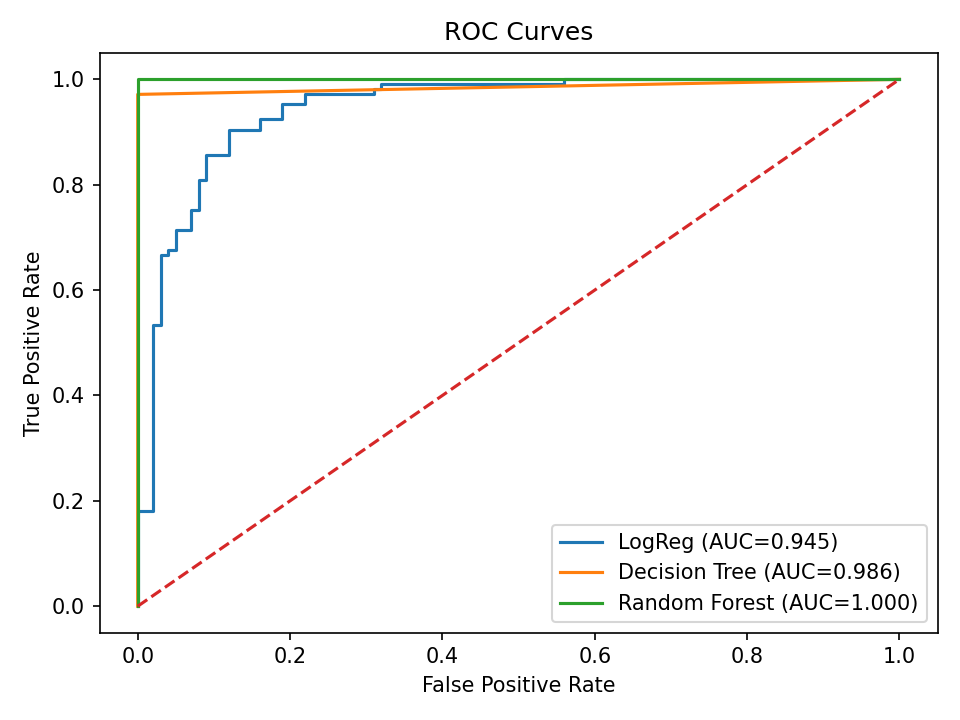 ROC Curves
True Positive Rate
1.0
0.8
0.6
0.4
0.2
0.0
LogReg (AUC=0.945)
Decision Tree (AUC=0.986)
Random Forest (AUC=1.000)
0.0 0.2 0.4 0.6 0.8 1.0
False Positive Rate